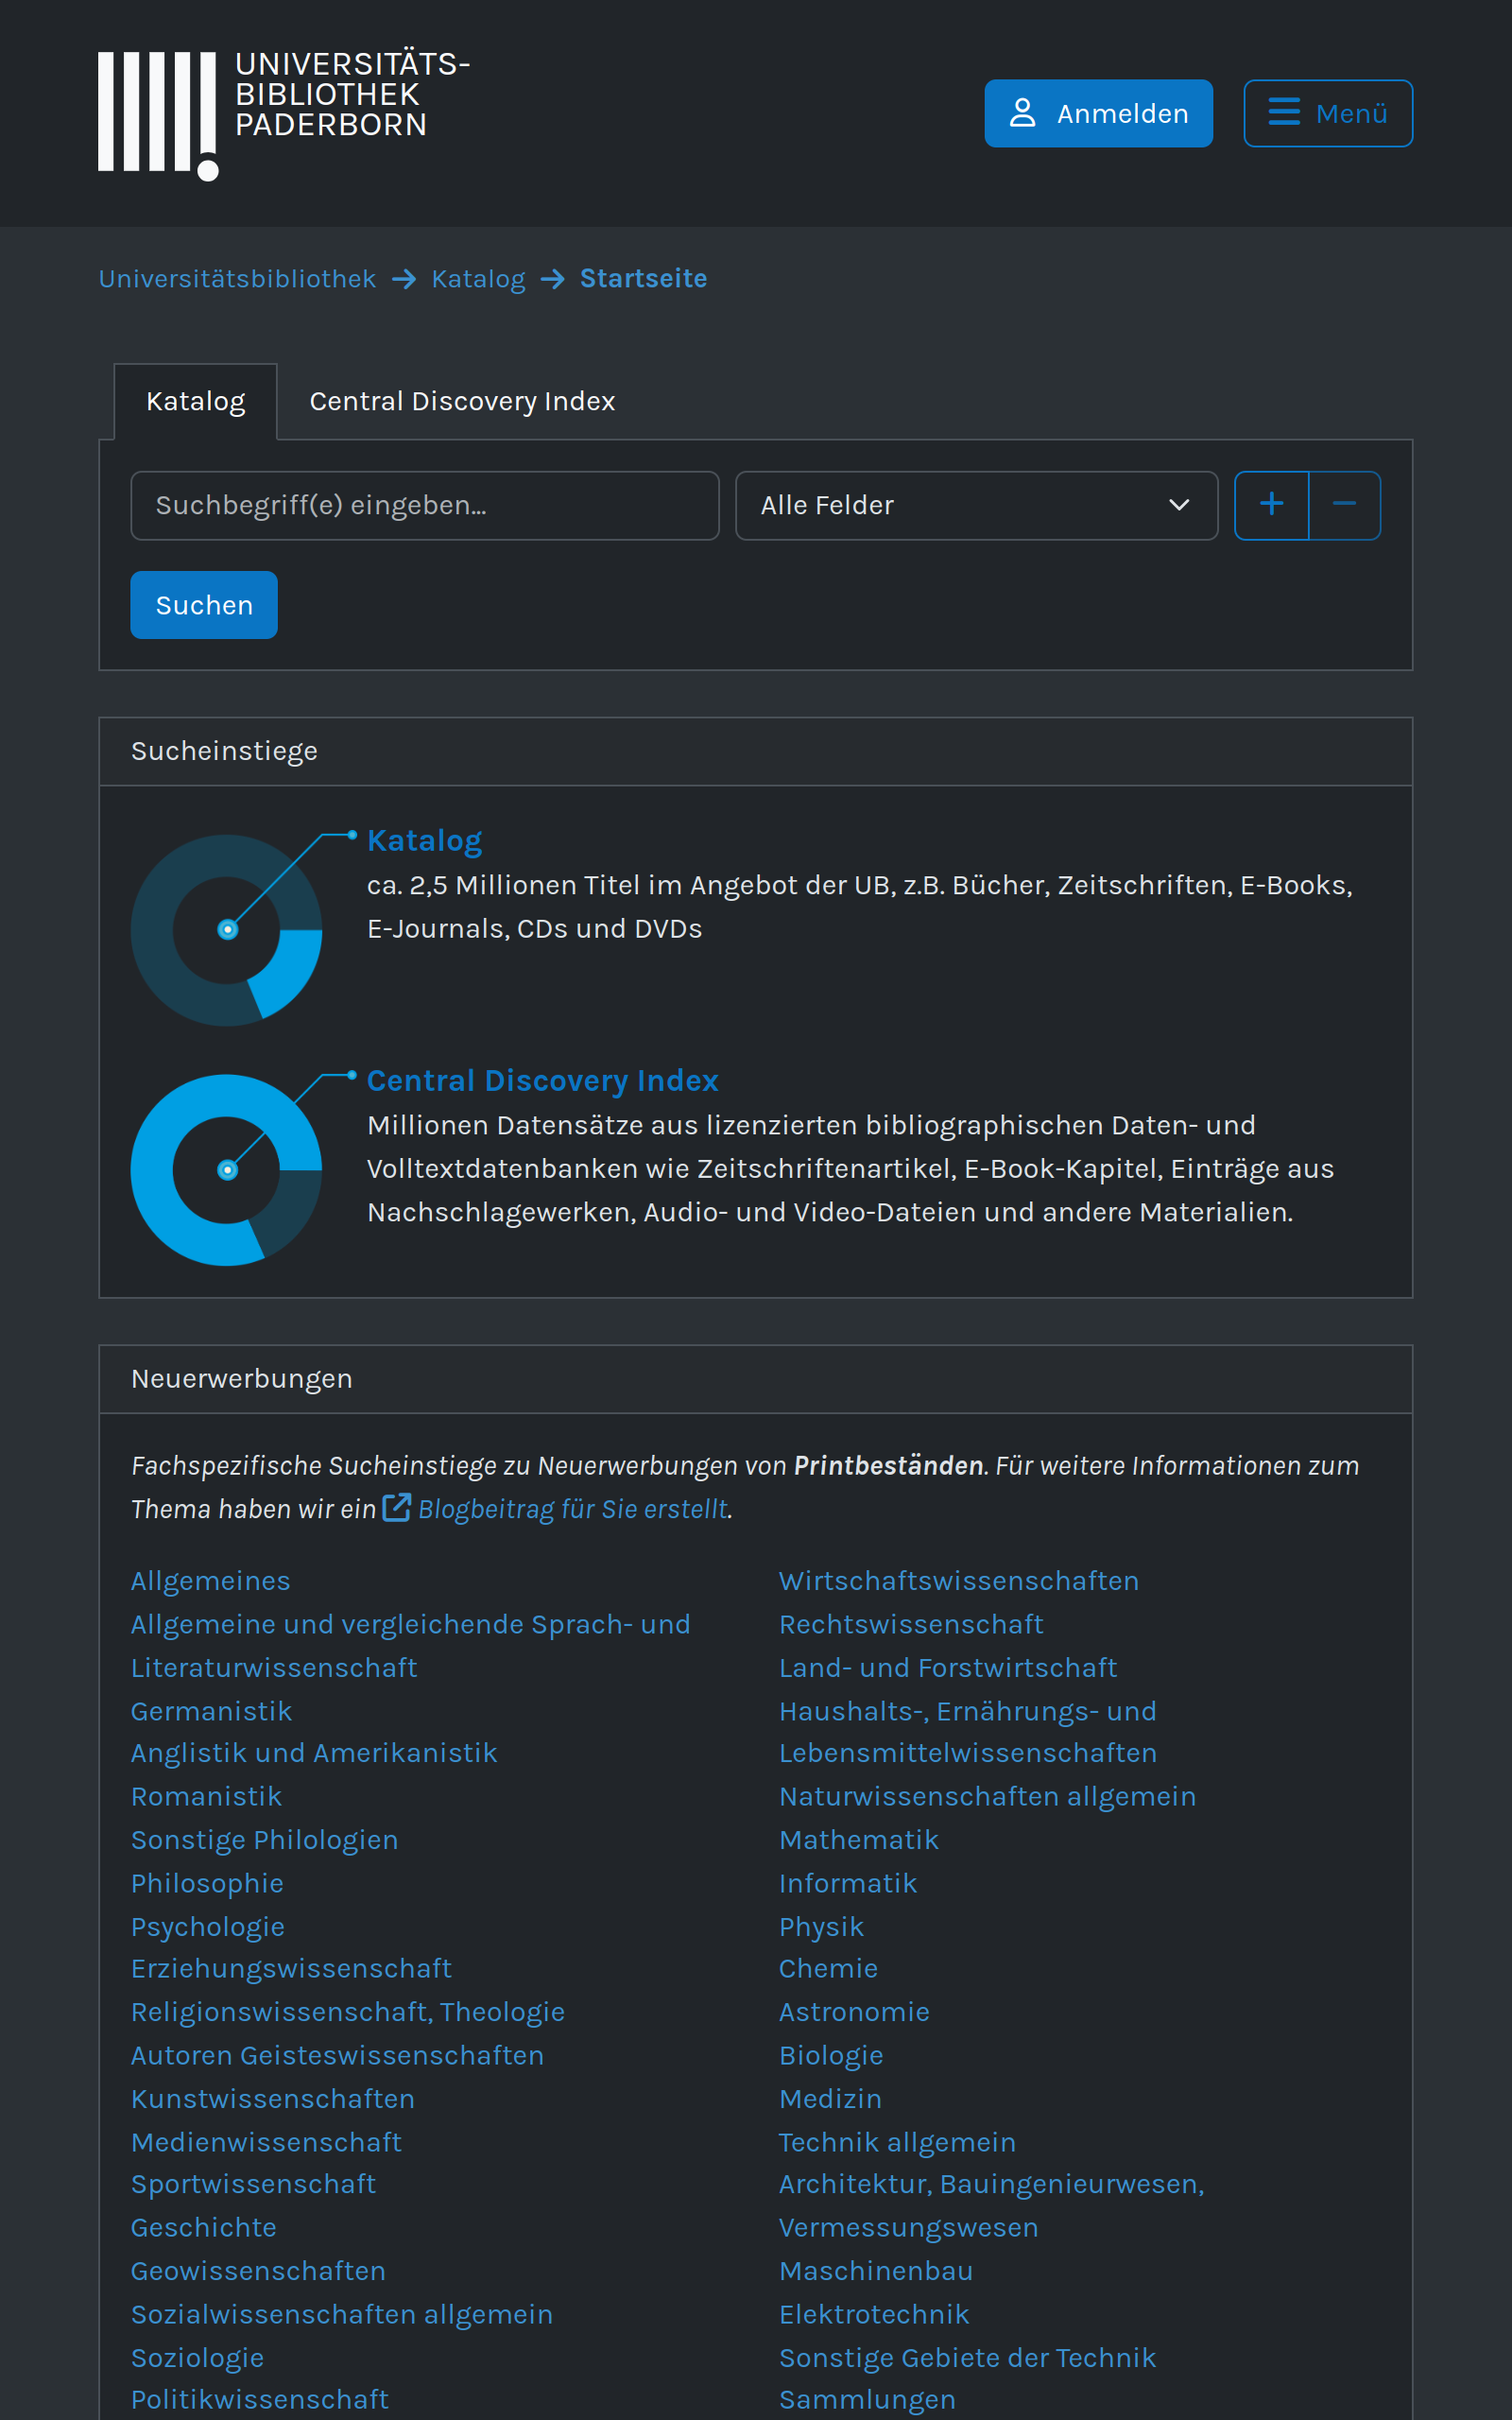 UNIVERSITÄTS-
BIBLIOTHEK
PADERBORN
Anmelden
Menü
Universitätsbibliothek → Katalog → Startseite
Katalog
Central Discovery Index
Suchbegriff(e) eingeben...
Alle Felder
Suchen
Sucheinstiege
Katalog
ca. 2,5 Millionen Titel im Angebot der UB, z.B. Bücher, Zeitschriften, E-Books,
E-Journals, CDs und DVDs
Central Discovery Index
Millionen Datensätze aus lizenzierten bibliographischen Daten- und
Volltextdatenbanken wie Zeitschriftenartikel, E-Book-Kapitel, Einträge aus
Nachschlagewerken, Audio- und Video-Dateien und andere Materialien.
Neuerwerbungen
Fachspezifische Sucheinstiege zu Neuerwerbungen von Printbeständen. Für weitere Informationen zum
Thema haben wir ein Blogbeitrag für Sie erstellt.
Allgemeines
Allgemeine und vergleichende Sprach- und
Literaturwissenschaft
Germanistik
Anglistik und Amerikanistik
Romanistik
Sonstige Philologien
Philosophie
Psychologie
Erziehungswissenschaft
Religionswissenschaft, Theologie
Autoren Geisteswissenschaften
Kunstwissenschaften
Medienwissenschaft
Sportwissenschaft
Geschichte
Geowissenschaften
Sozialwissenschaften allgemein
Soziologie
Politikwissenschaft
Wirtschaftswissenschaften
Rechtswissenschaft
Land- und Forstwirtschaft
Haushalts-, Ernährungs- und
Lebensmittelwissenschaften
Naturwissenschaften allgemein
Mathematik
Informatik
Physik
Chemie
Astronomie
Biologie
Medizin
Technik allgemein
Architektur, Bauingenieurwesen,
Vermessungswesen
Maschinenbau
Elektrotechnik
Sonstige Gebiete der Technik
Sammlungen